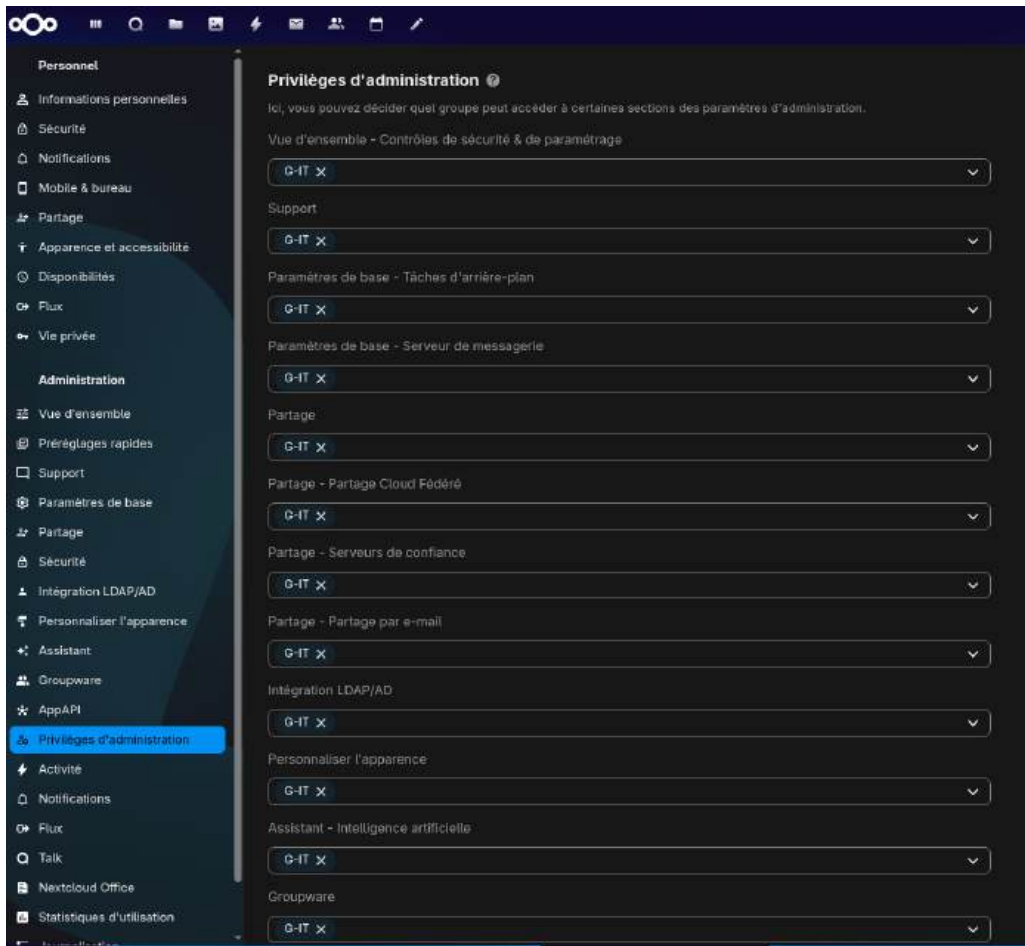 Personnel
Informations personnelles
Sécurité
Notifications
Mobile & bureau
Partage
Apparence et accessibilité
Disponibilités
Flux
Vie privée
Administration
Vue d'ensemble
Préréglages rapides
Support
Paramètres de base
Partage
Sécurité
Intégration LDAP/AD
Personnaliser l'apparence
Assistant
Groupware
AppAPI
Privilèges d'administration
Activité
Notifications
Flux
Talk
Nextcloud Office
Statistiques d'utilisation
Privilèges d'administration
Ici, vous pouvez décider quel groupe peut accéder à certaines sections des paramètres d'administration.
Vue d'ensemble - Contrôles de sécurité & de paramétrage
G-IT
Support
G-IT
Paramètres de base - Tâches d'arrière-plan
G-IT
Paramètres de base - Serveur de messagerie
G-IT
Partage
G-IT
Partage - Partage Cloud Fédéré
G-IT
Partage - Serveurs de confiance
G-IT
Partage - Partage par e-mail
G-IT
Intégration LDAP/AD
G-IT
Personnaliser l'apparence
G-IT
Assistant - Intelligence artificielle
G-IT
Groupware
G-IT